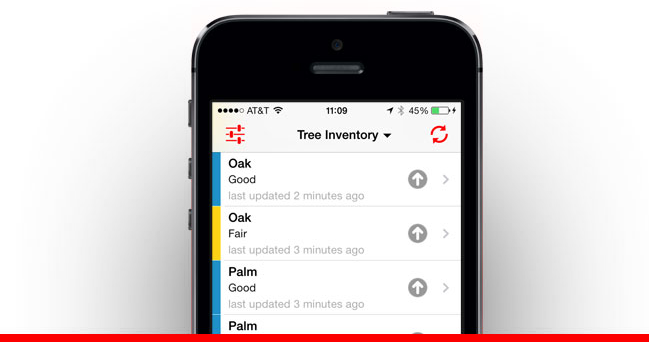 AT&T 11:09 45%
Tree Inventory
Oak
Good
last updated 2 minutes ago
Oak
Fair
last updated 3 minutes ago
Palm
Good
last updated 3 minutes ago
Palm